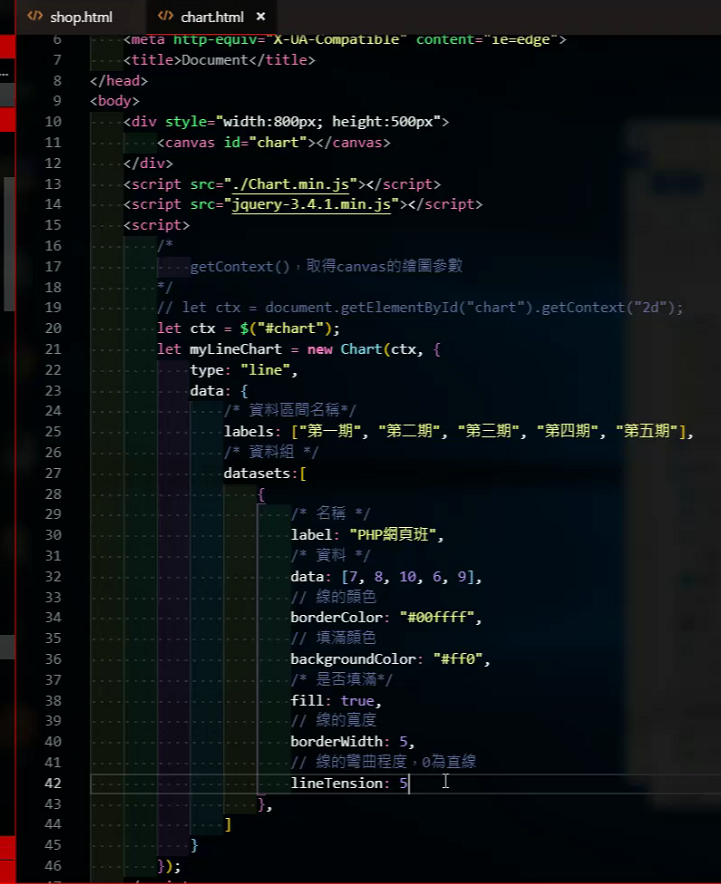 shop.html
chart.html
6 <meta http-equiv="X-UA-Compatible" content="ie=edge">
7 <title>Document</title>
8 </head>
9 <body>
10 <div style="width:800px; height:500px">
11 <canvas id="chart"></canvas>
12 </div>
13 <script src="./Chart.min.js"></script>
14 <script src="jquery-3.4.1.min.js"></script>
15 <script>
16 /*
17 getContext()，取得canvas的繪圖參數
18 */
19 // let ctx = document.getElementById("chart").getContext("2d");
20 let ctx = $("#chart");
21 let myLineChart = new Chart(ctx, {
22 type: "line",
23 data: {
24 /* 資料區間名稱*/
25 labels: ["第一期", "第二期", "第三期", "第四期", "第五期"],
26 /* 資料組 */
27 datasets:[
28 {
29 /* 名稱 */
30 label: "PHP網頁班",
31 /* 資料 */
32 data: [7, 8, 10, 6, 9],
33 // 線的顏色
34 borderColor: "#00ffff",
35 // 填滿顏色
36 backgroundColor: "#ff0",
37 /* 是否填滿*/
38 fill: true,
39 // 線的寬度
40 borderWidth: 5,
41 // 線的彎曲程度，0為直線
42 lineTension: 5
43 },
44 ]
45 }
46 });